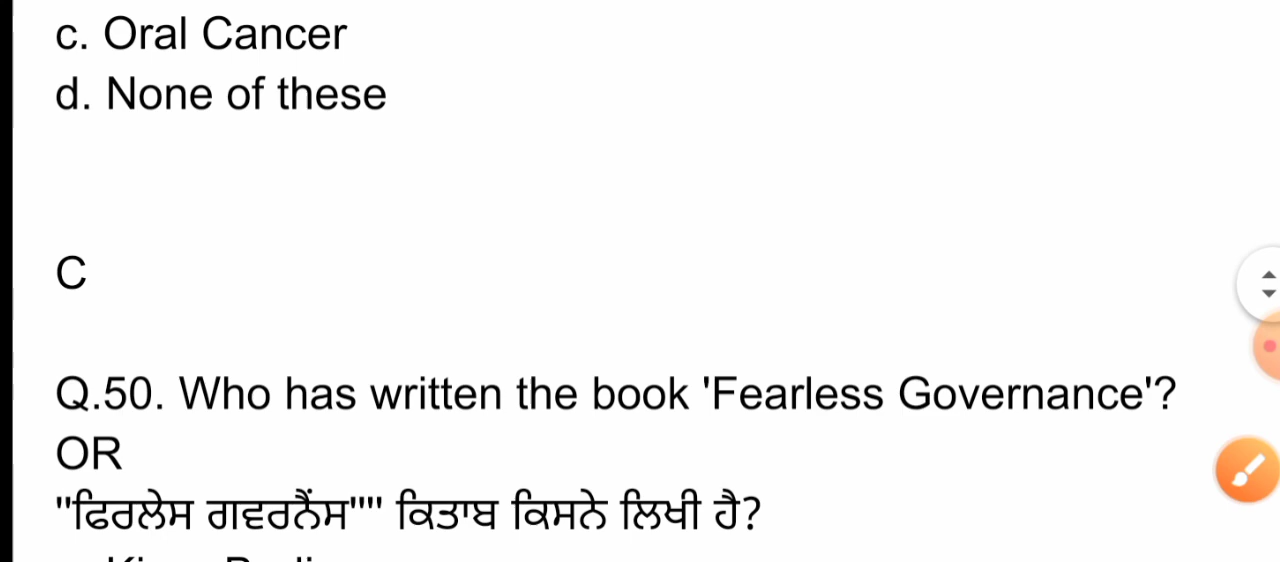 c. Oral Cancer
d. None of these
C
Q.50. Who has written the book 'Fearless Governance'?
OR
"ਫਿਰਲੇਸ ਗਵਰਨੈਂਸ"'' ਕਿਤਾਬ ਕਿਸਨੇ ਲਿਖੀ ਹੈ?